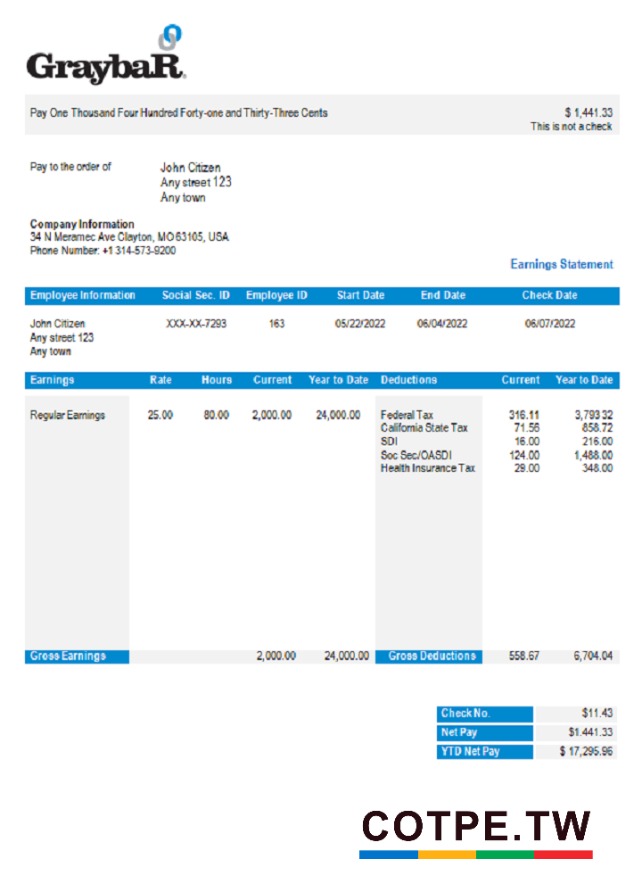 GraybaR
Pay One Thousand Four Hundred Forty-one and Thirty-Three Cents $ 1,441.33
This is not a check
Pay to the order of John Citizen
Any street 123
Any town
Company Information
34 N Meramec Ave Clayton, MO 63105, USA
Phone Number: +1 314-573-9200
Earnings Statement
Employee Information Social Sec. ID Employee ID Start Date End Date Check Date
John Citizen XXX-XX-7293 163 05/22/2022 06/04/2022 06/07/2022
Any street 123
Any town
Earnings Rate Hours Current Year to Date Deductions Current Year to Date
Regular Earnings 25.00 80.00 2,000.00 24,000.00 Federal Tax 316.11 3,793 32
California State Tax 71.56 858.72
SDI 16.00 216.00
Soc Sec/OASDI 124.00 1,488.00
Health Insurance Tax 29.00 348.00
Gross Earnings 2,000.00 24,000.00 Gross Deductions 558.67 6,704.04
Check No. $11.43
Net Pay $1.441.33
YTD Net Pay $ 17,295.96
COTPE.TW